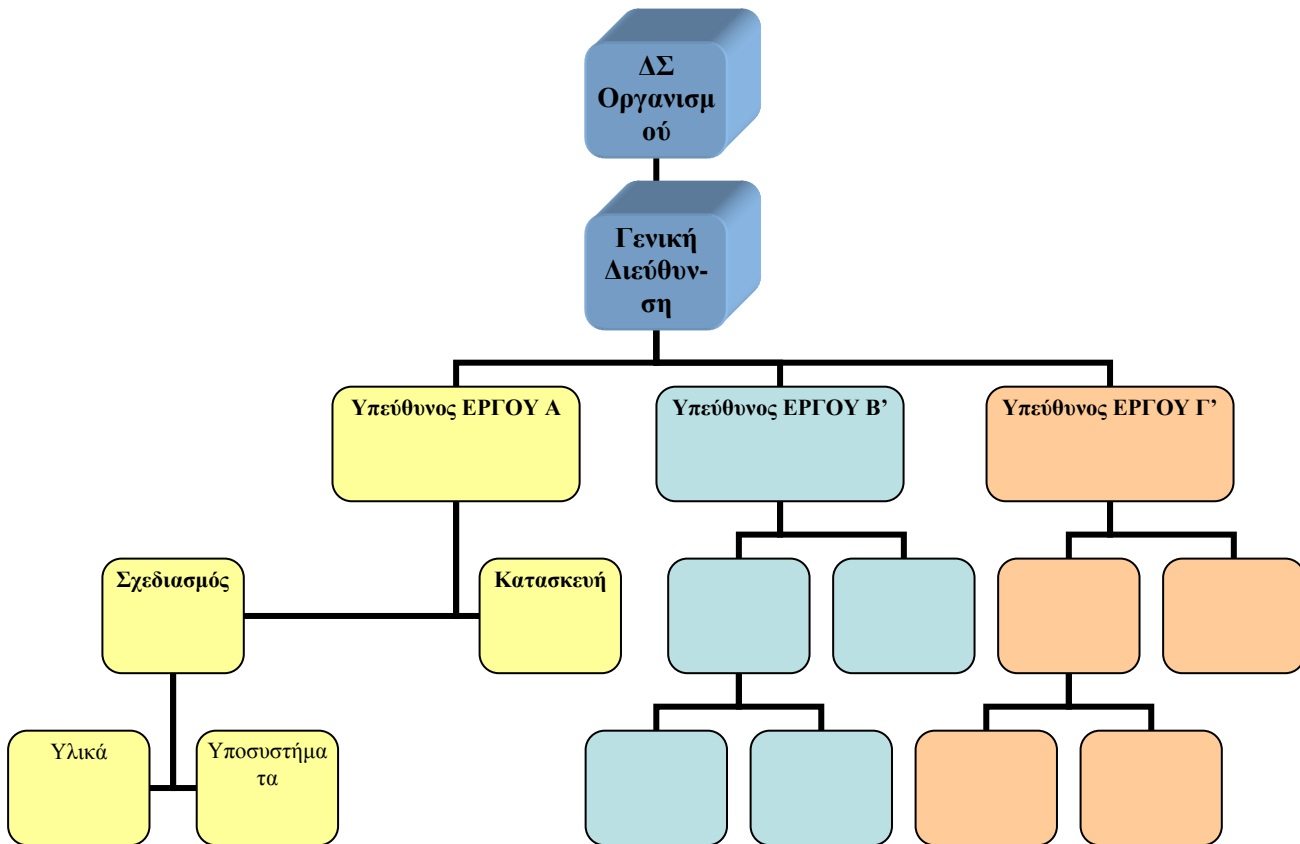 ΔΣ
Οργανισμ
ού
Γενική
Διεύθυν-
ση
Υπεύθυνος ΕΡΓΟΥ Α
Υπεύθυνος ΕΡΓΟΥ Β’
Υπεύθυνος ΕΡΓΟΥ Γ’
Σχεδιασμός
Κατασκευή
Υλικά
Υποσυστήμα
τα